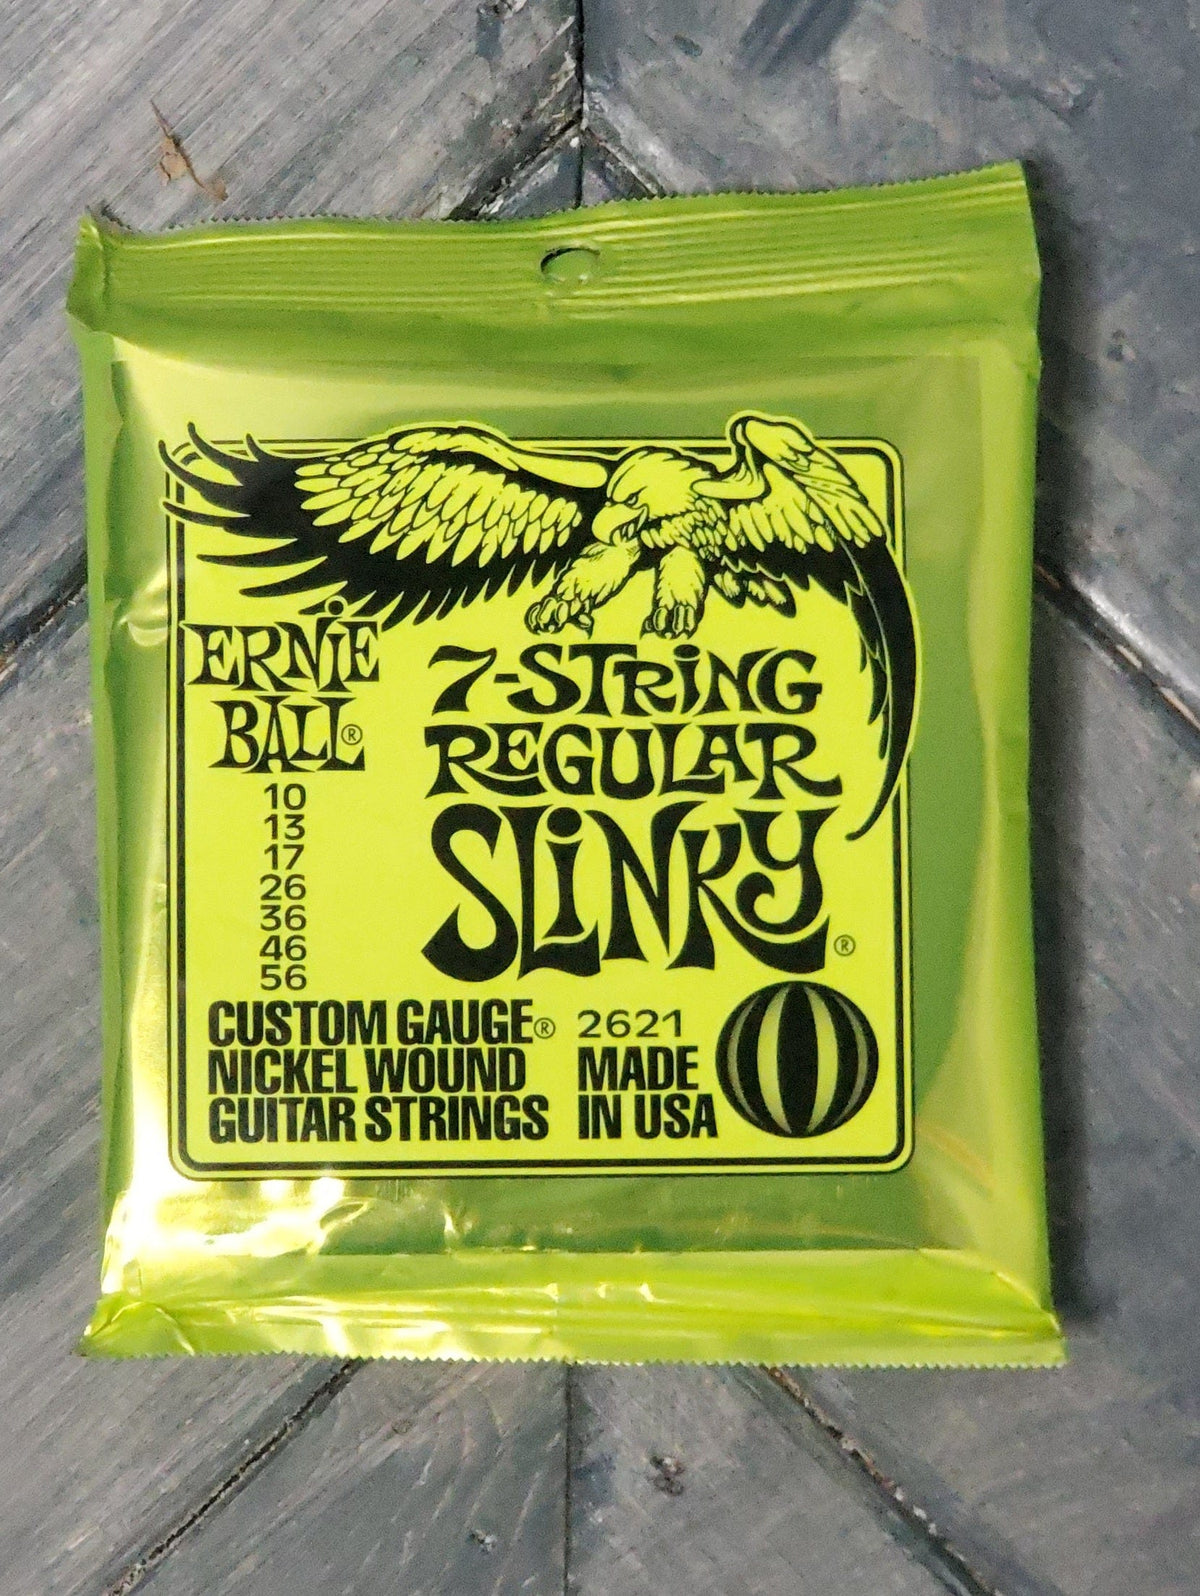 ERNIE
BALL®
10
13
17
26
36
46
56
7-STRING
REGULAR
SLINKY®
CUSTOM GAUGE®
NICKEL WOUND
GUITAR STRINGS
2621
MADE
IN USA